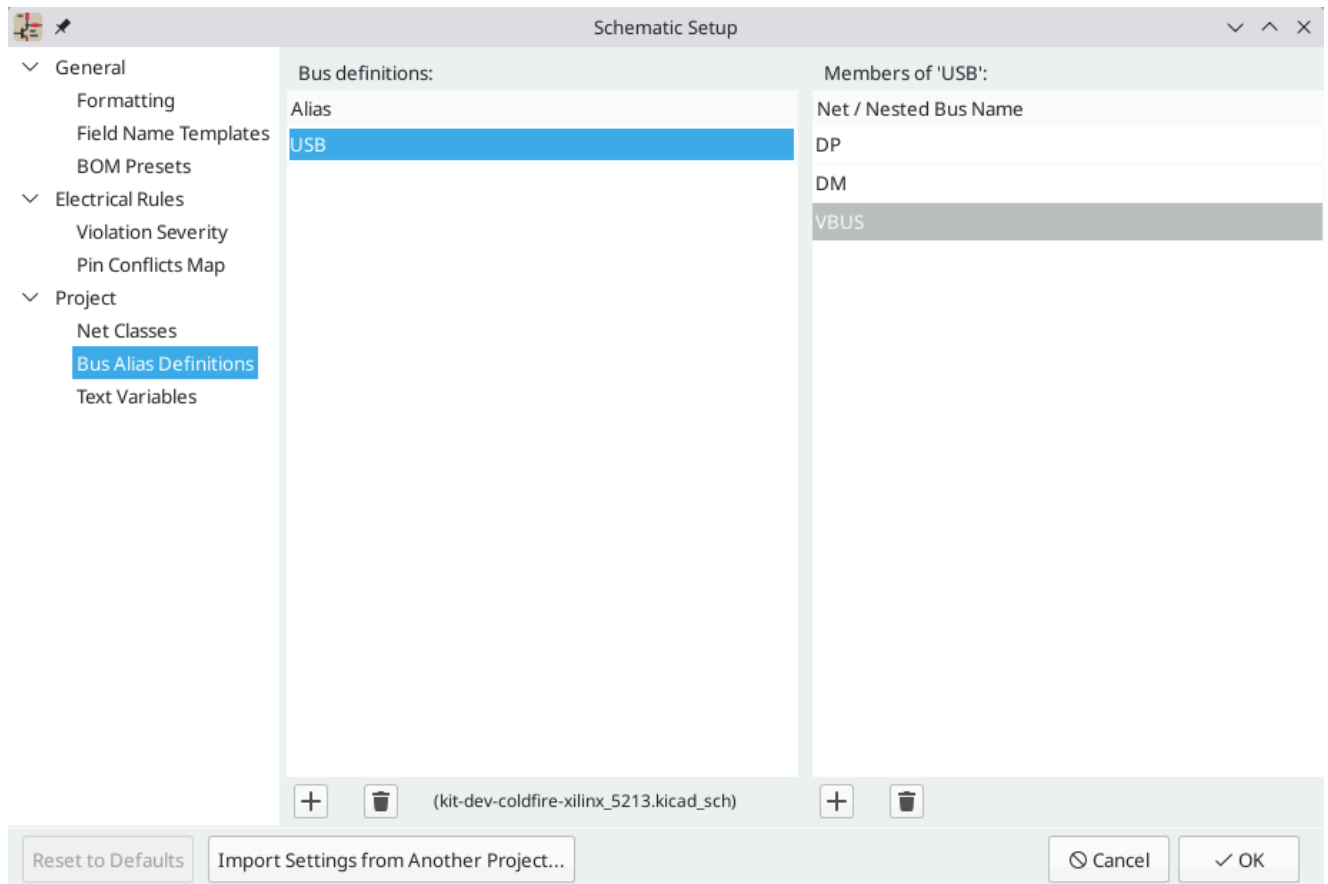 Schematic Setup
General
Formatting
Field Name Templates
BOM Presets
Electrical Rules
Violation Severity
Pin Conflicts Map
Project
Net Classes
Bus Alias Definitions
Text Variables
Bus definitions:
Alias
USB
(kit-dev-coldfire-xilinx_5213.kicad_sch)
Members of 'USB':
Net / Nested Bus Name
DP
DM
VBUS
Reset to Defaults
Import Settings from Another Project...
Cancel
OK